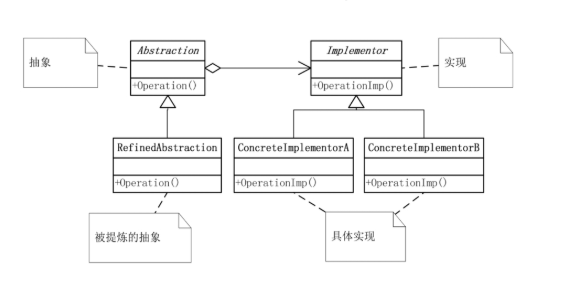 Abstraction
Implementor
抽象
实现
+Operation()
+OperationImp()
RefinedAbstraction
ConcreteImplementorA
ConcreteImplementorB
+Operation()
+OperationImp()
+OperationImp()
被提炼的抽象
具体实现